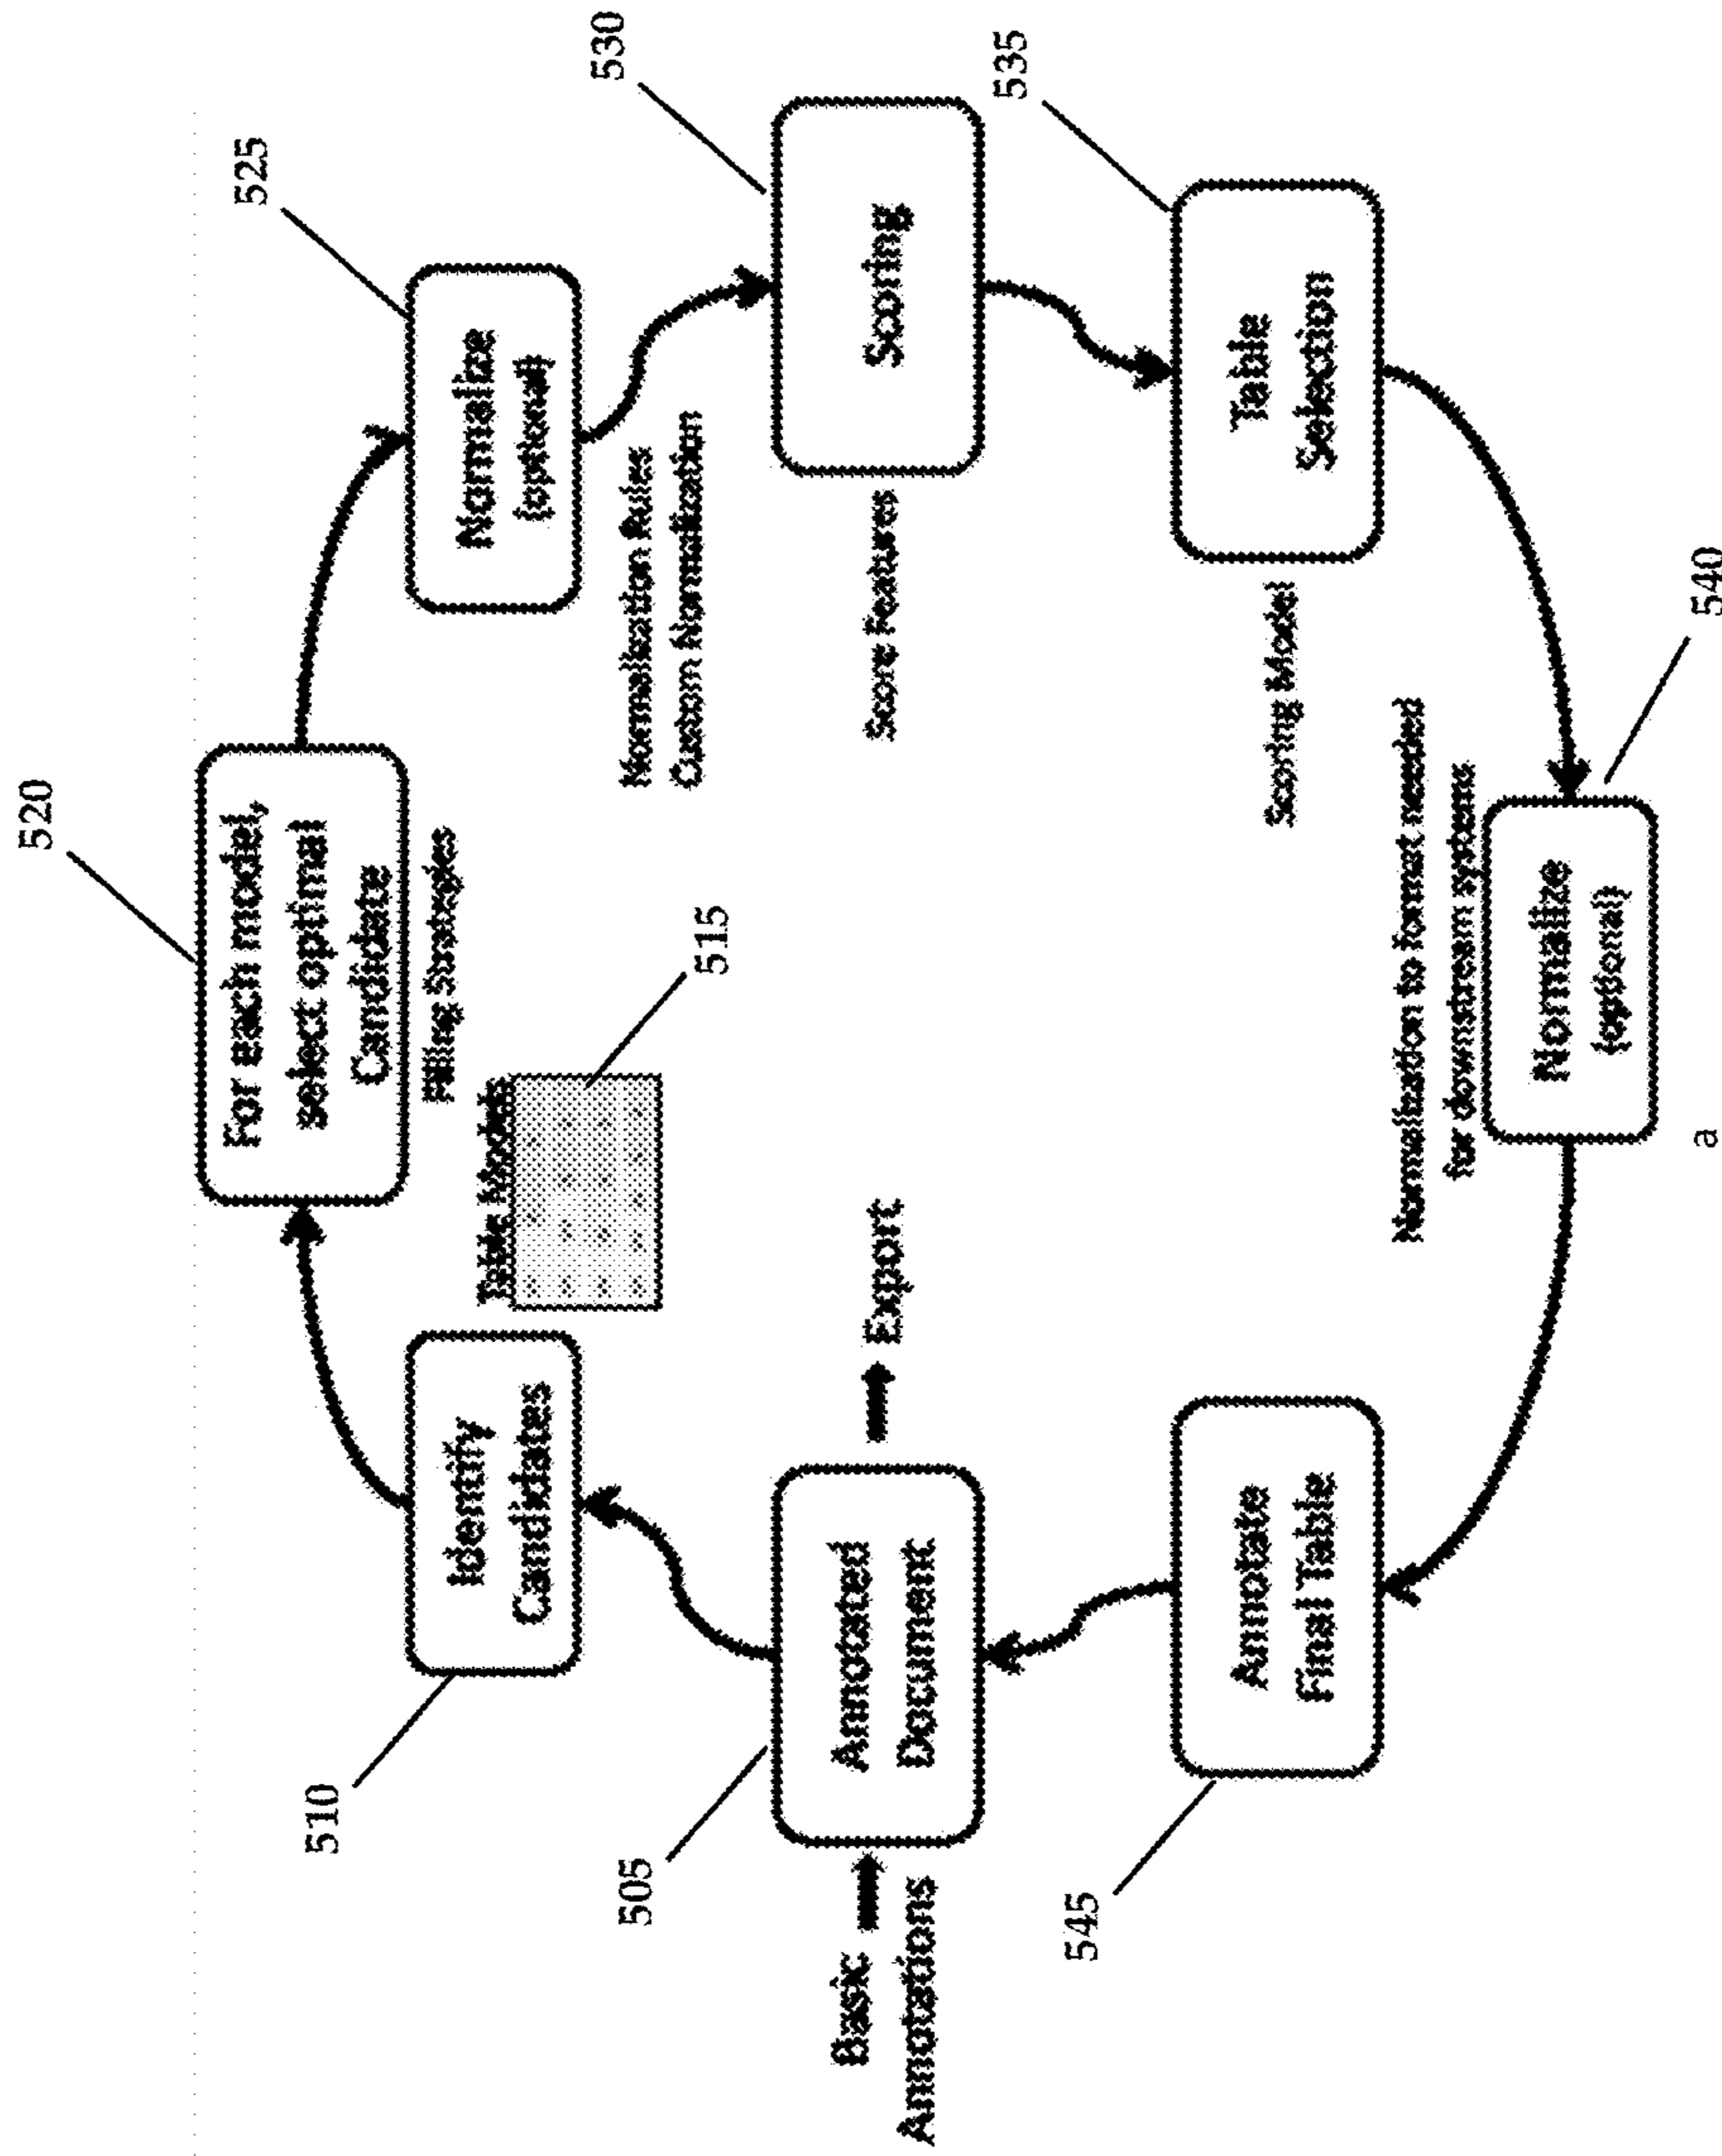 520
For each model,
select optimal
Candidate
Filling Strategies
510
Identify
Candidates
Table Models
515
525
Normalize
(optional)
Normalization Rules
Custom Normalization
530
Scoring
Score Features
505
Annotated
Document
Basic
Annotations
Export
535
Table
Selection
Scoring Model
545
Annotate
Final Table
Normalization to format needed
for downstream systems
540
Normalize
(optional)
a